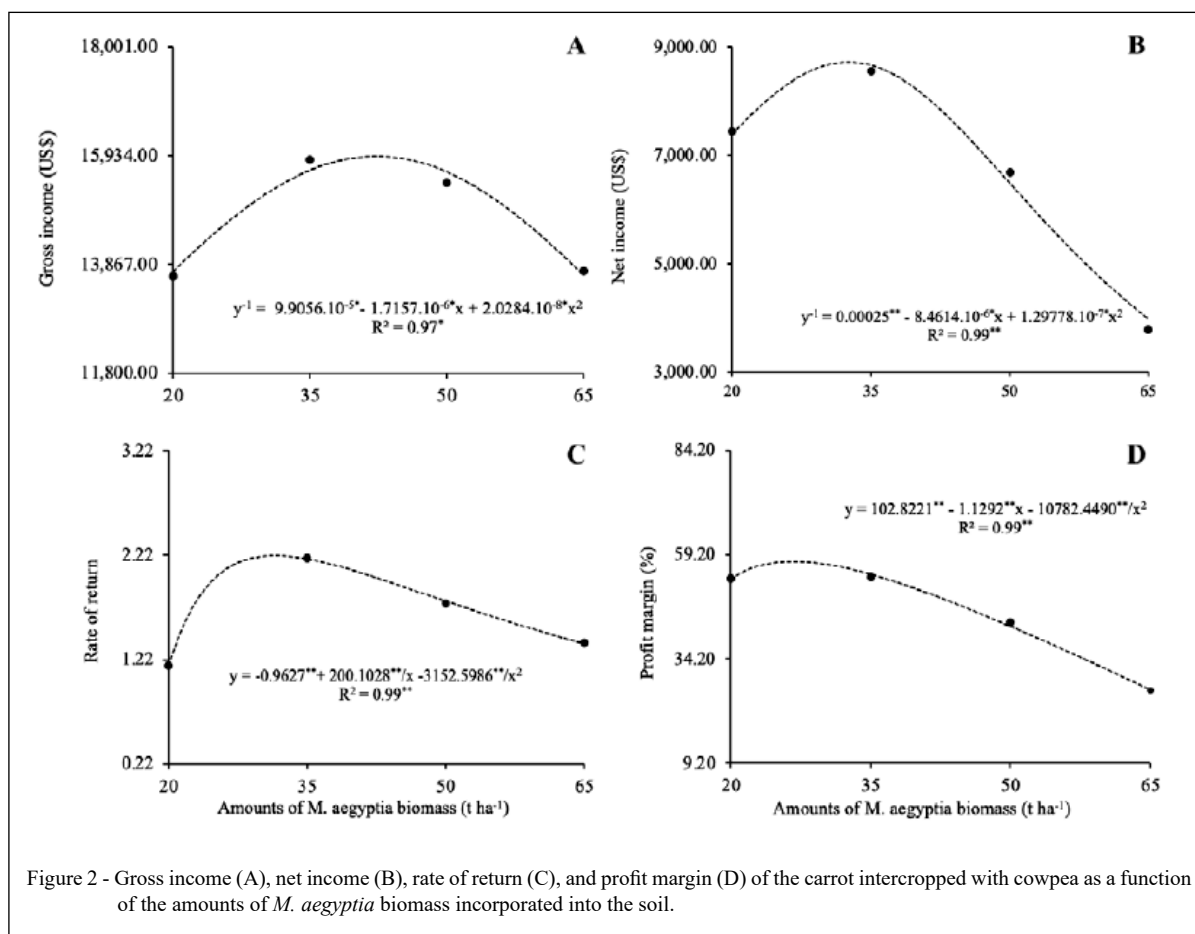 A
18,001.00
15,934.00
13,867.00
11,800.00
Gross income (US$)
20 35 50 65
y⁻¹ = 9.9056.10⁻⁵* - 1.7157.10⁻⁶*x + 2.0284.10⁻⁸*x²
R² = 0.97*
B
9,000.00
7,000.00
5,000.00
3,000.00
Net income (US$)
20 35 50 65
y⁻¹ = 0.00025** - 8.4614.10⁻⁶*x + 1.29778.10⁻⁷*x²
R² = 0.99**
C
3.22
2.22
1.22
0.22
Rate of return
20 35 50 65
y = -0.9627**+ 200.1028**/x -3152.5986**/x²
R² = 0.99**
Amounts of M. aegyptia biomass (t ha⁻¹)
D
84.20
59.20
34.20
9.20
Profit margin (%)
20 35 50 65
y = 102.8221** - 1.1292**x - 10782.4490**/x²
R² = 0.99**
Amounts of M. aegyptia biomass (t ha⁻¹)
Figure 2 - Gross income (A), net income (B), rate of return (C), and profit margin (D) of the carrot intercropped with cowpea as a function
of the amounts of M. aegyptia biomass incorporated into the soil.